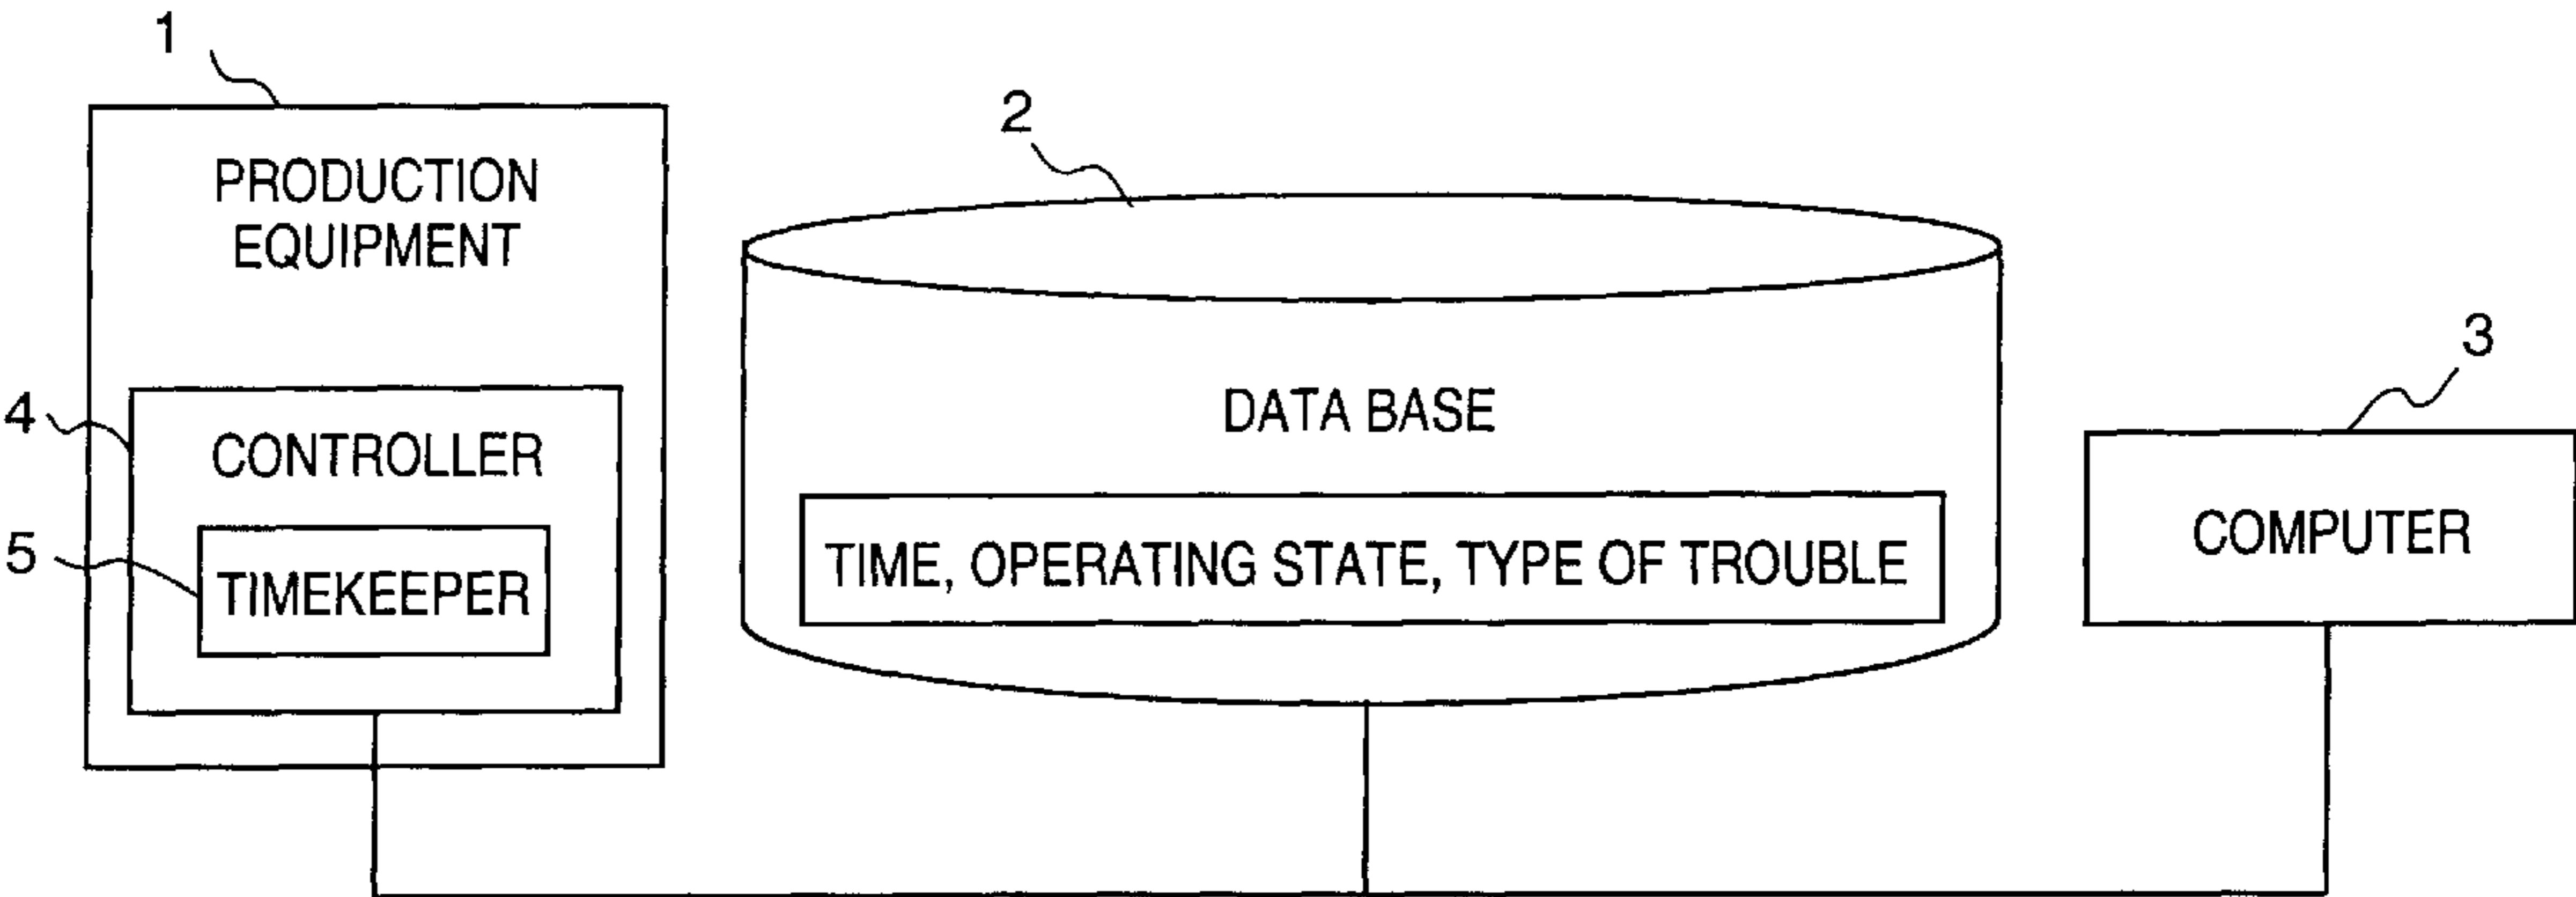 1
PRODUCTION
EQUIPMENT
4
CONTROLLER
5
TIMEKEEPER
2
DATA BASE
TIME, OPERATING STATE, TYPE OF TROUBLE
3
COMPUTER